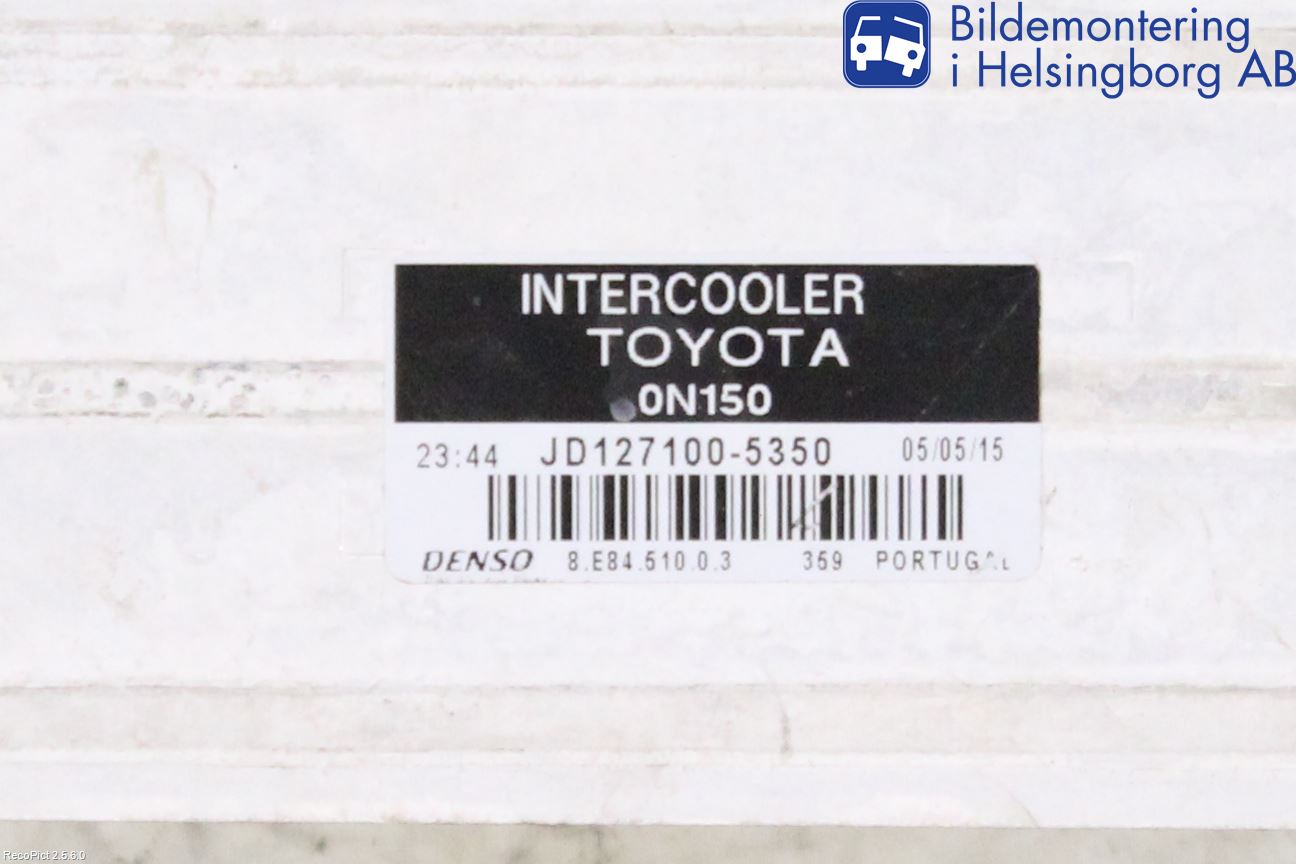 Bildemontering
i Helsingborg AB
INTERCOOLER
TOYOTA
0N150
23:44 JD127100-5350 05/05/15
DENSO 8.E84.510.0.3 359 PORTUGAL
RecoPict 2.5.6.0